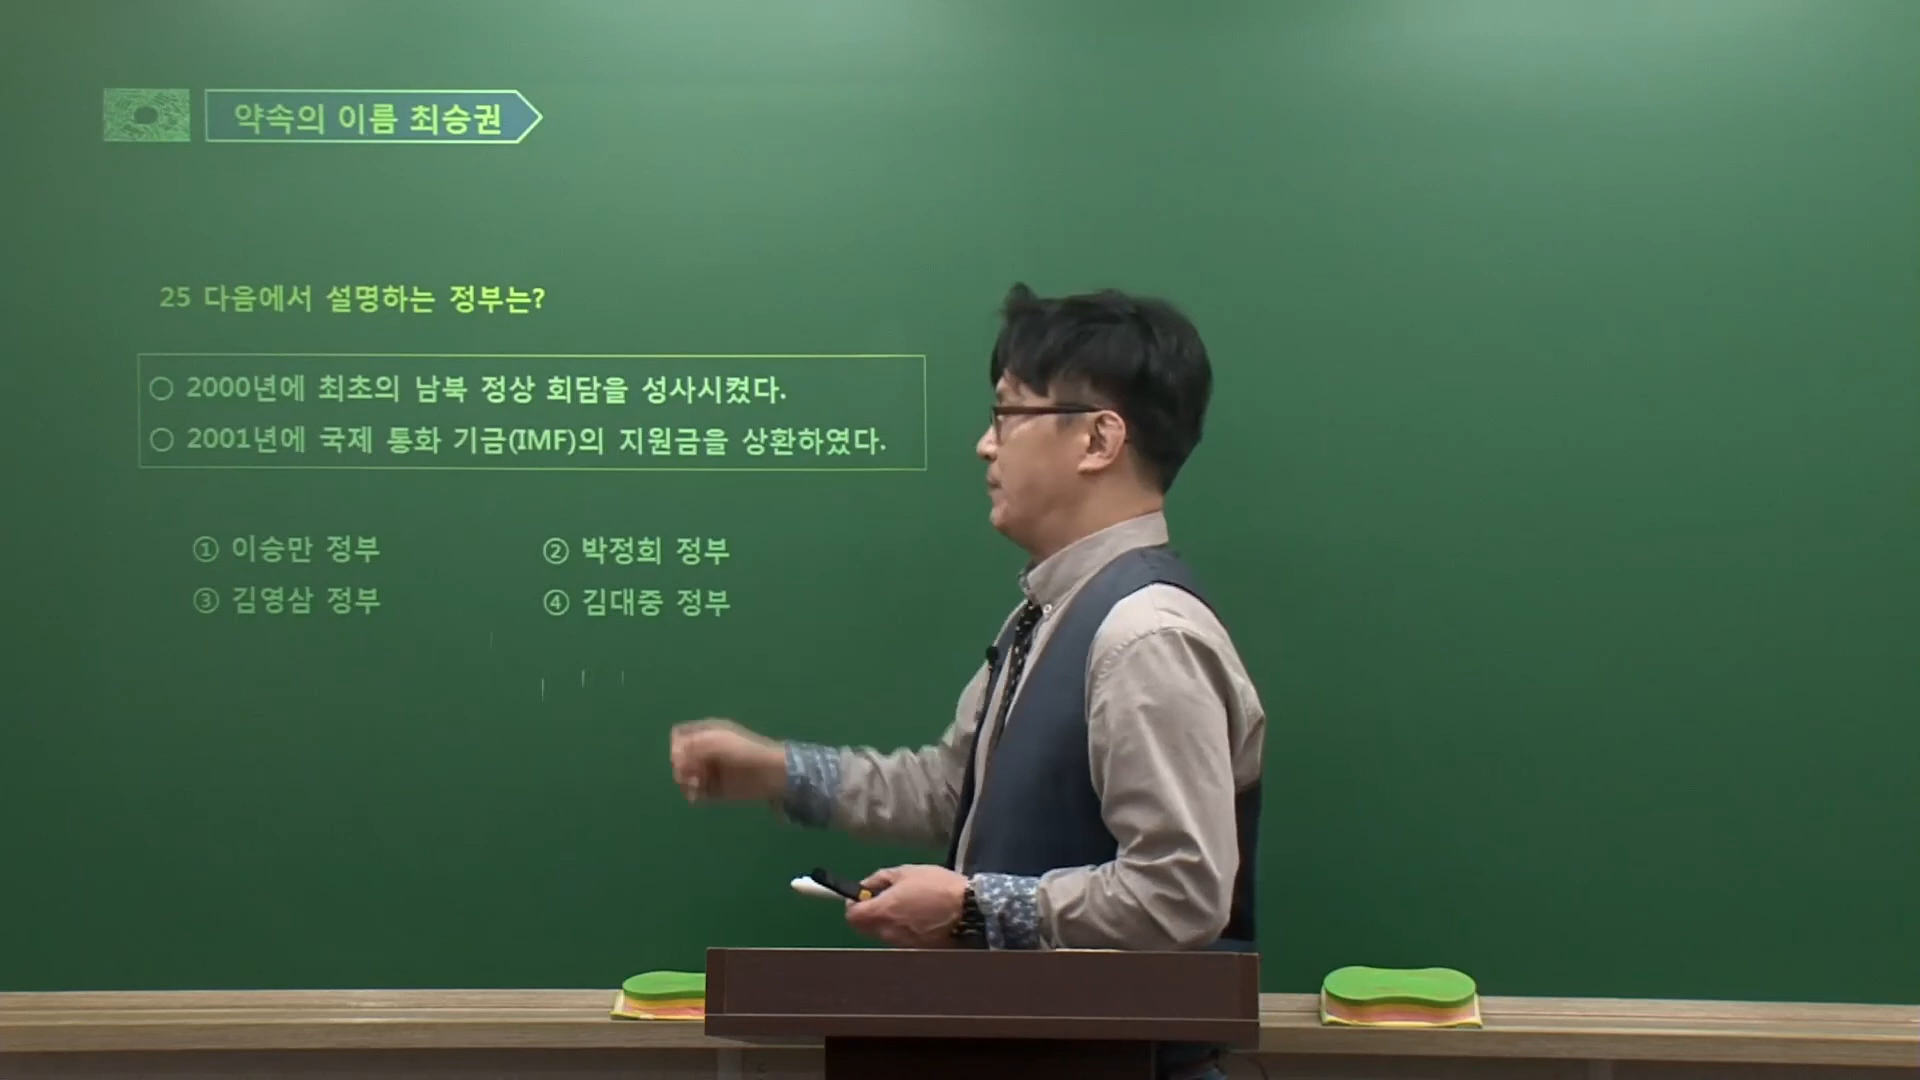 약속의 이름 최승권
25 다음에서 설명하는 정부는?
○ 2000년에 최초의 남북 정상 회담을 성사시켰다.
○ 2001년에 국제 통화 기금(IMF)의 지원금을 상환하였다.
① 이승만 정부 ② 박정희 정부
③ 김영삼 정부 ④ 김대중 정부